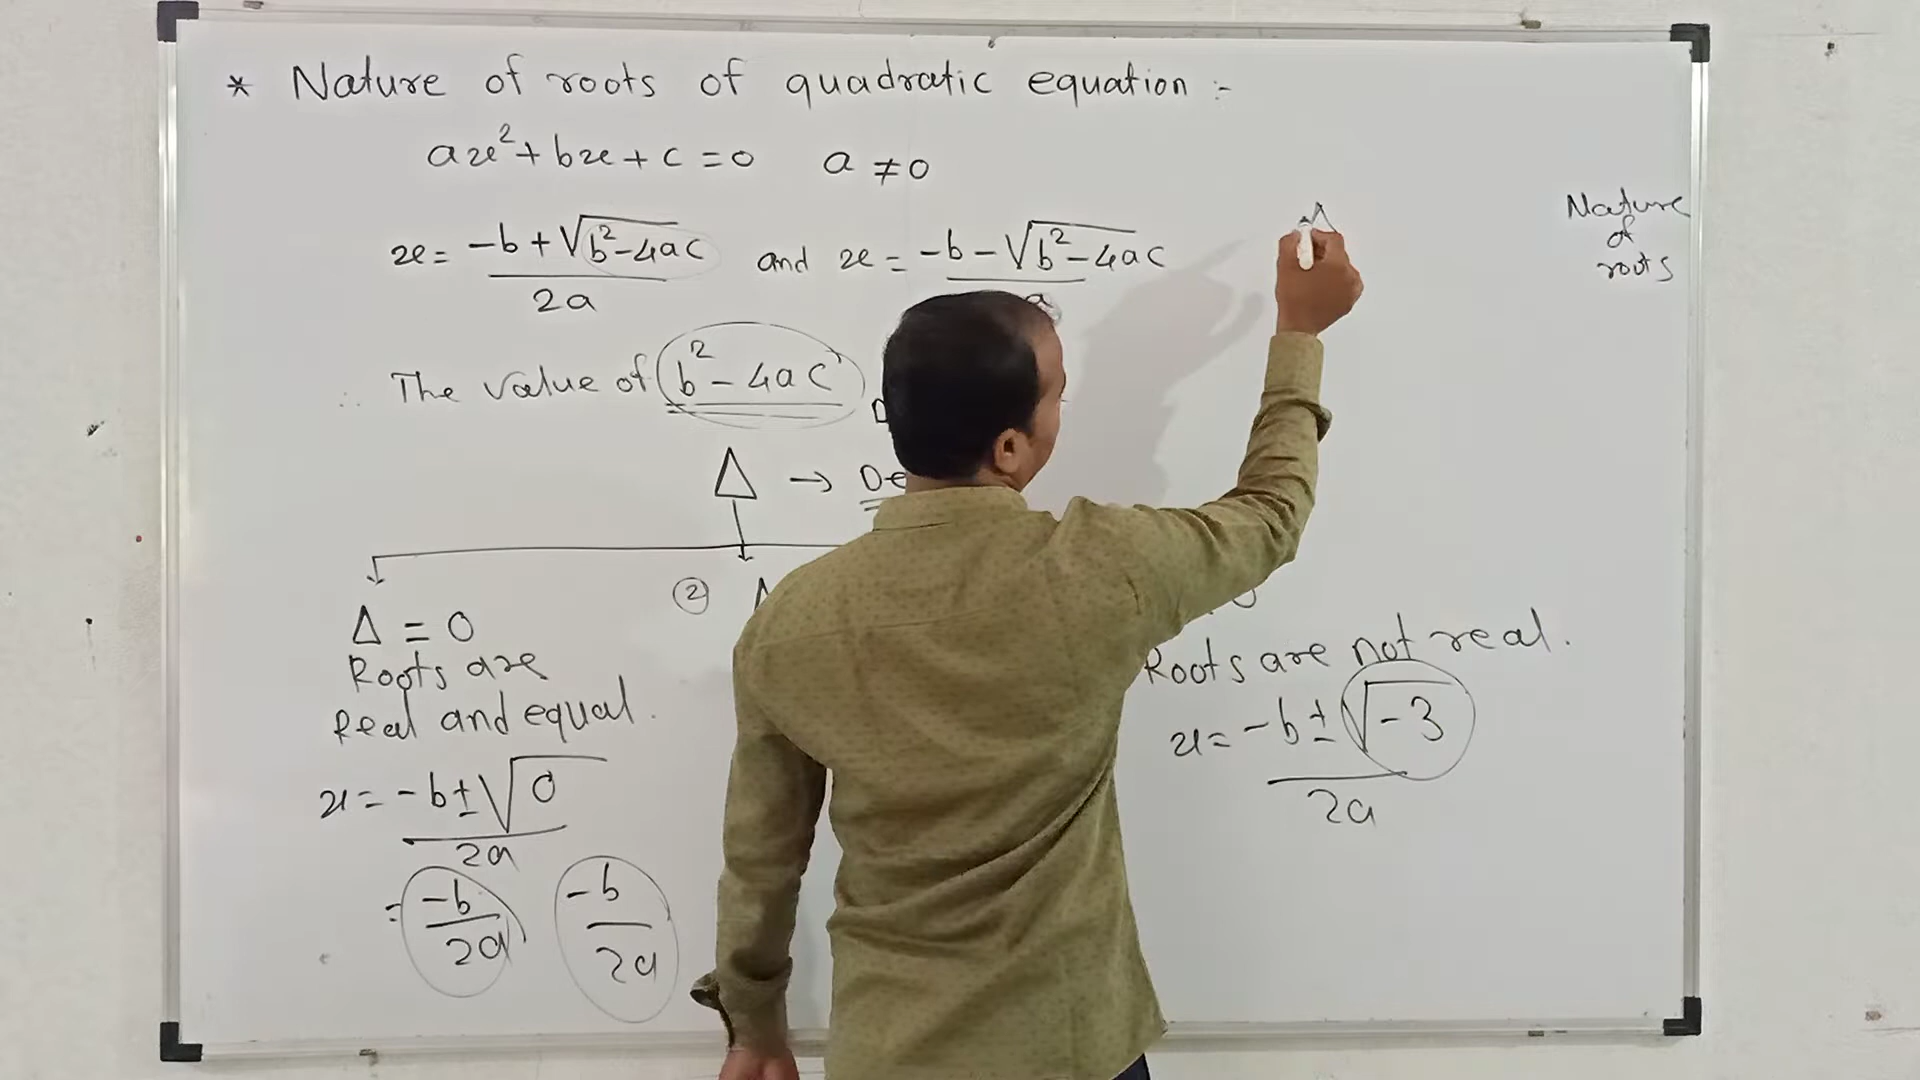 * Nature of roots of quadratic equation :-
ax²+bx+c=0 a≠0
x= -b+√b²-4ac / 2a and x= -b-√b²-4ac / a
Nature
of
roots
∴ The value of b²-4ac
Δ → De
② Δ
Δ = 0
Roots are
Real and equal.
x= -b±√0 / 2a
= -b/2a -b/2a
Roots are not real.
x= -b±√-3 / 2a